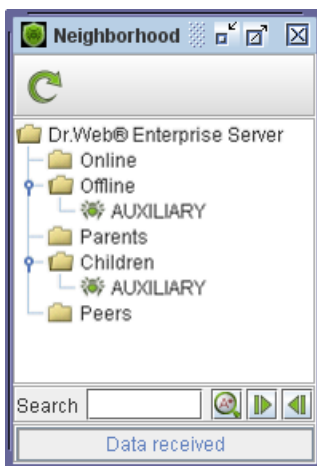 Neighborhood
Dr.Web® Enterprise Server
Online
Offline
AUXILIARY
Parents
Children
AUXILIARY
Peers
Search
Data received